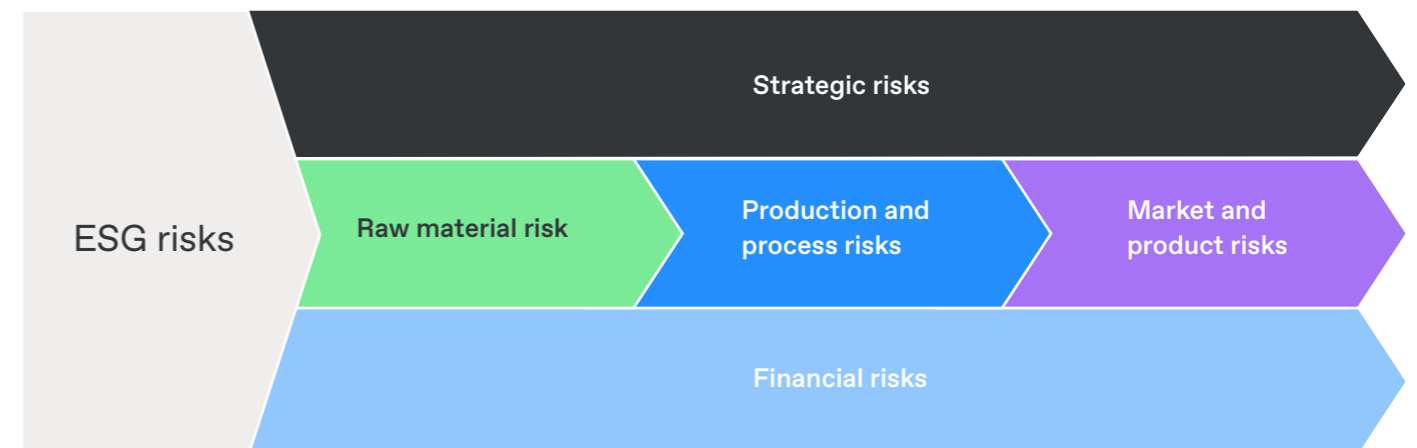 Strategic risks
ESG risks
Raw material risk
Production and
process risks
Market and
product risks
Financial risks